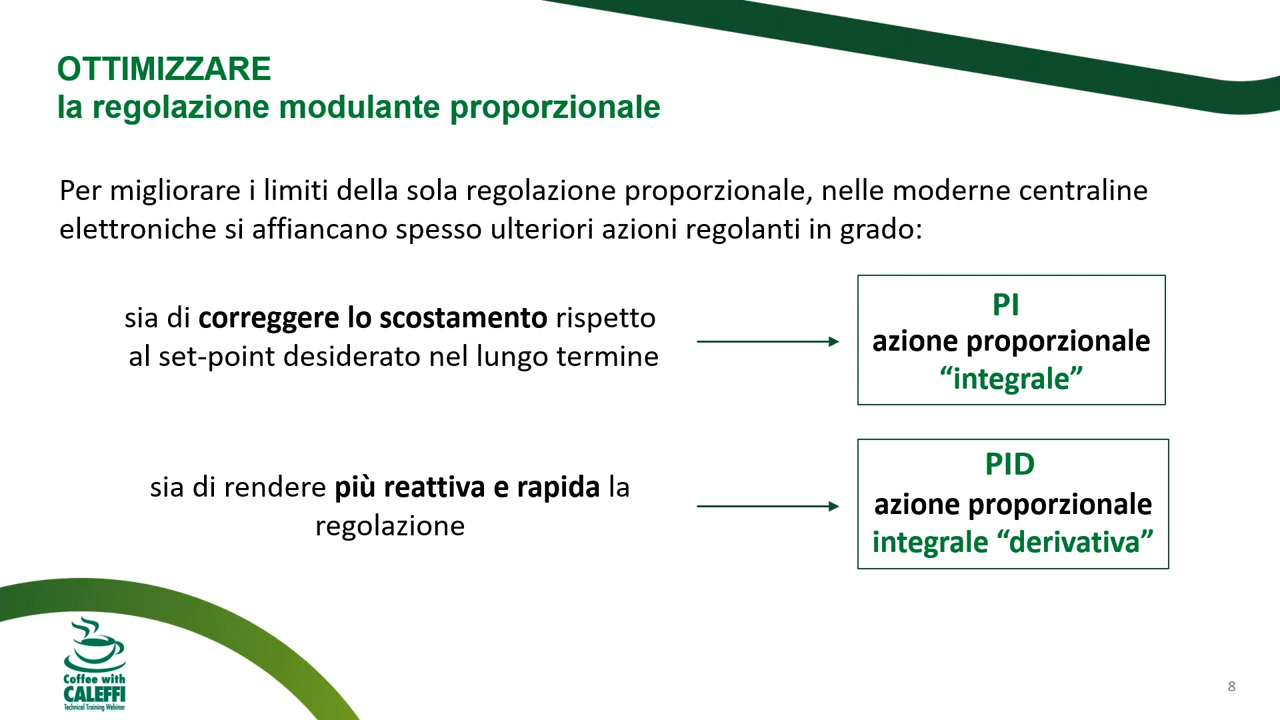 OTTIMIZZARE
la regolazione modulante proporzionale
Per migliorare i limiti della sola regolazione proporzionale, nelle moderne centraline
elettroniche si affiancano spesso ulteriori azioni regolanti in grado:
sia di correggere lo scostamento rispetto
al set-point desiderato nel lungo termine
PI
azione proporzionale
“integrale”
sia di rendere più reattiva e rapida la
regolazione
PID
azione proporzionale
integrale “derivativa”
Coffee with
CALEFFI
Technical Training Webinar
8